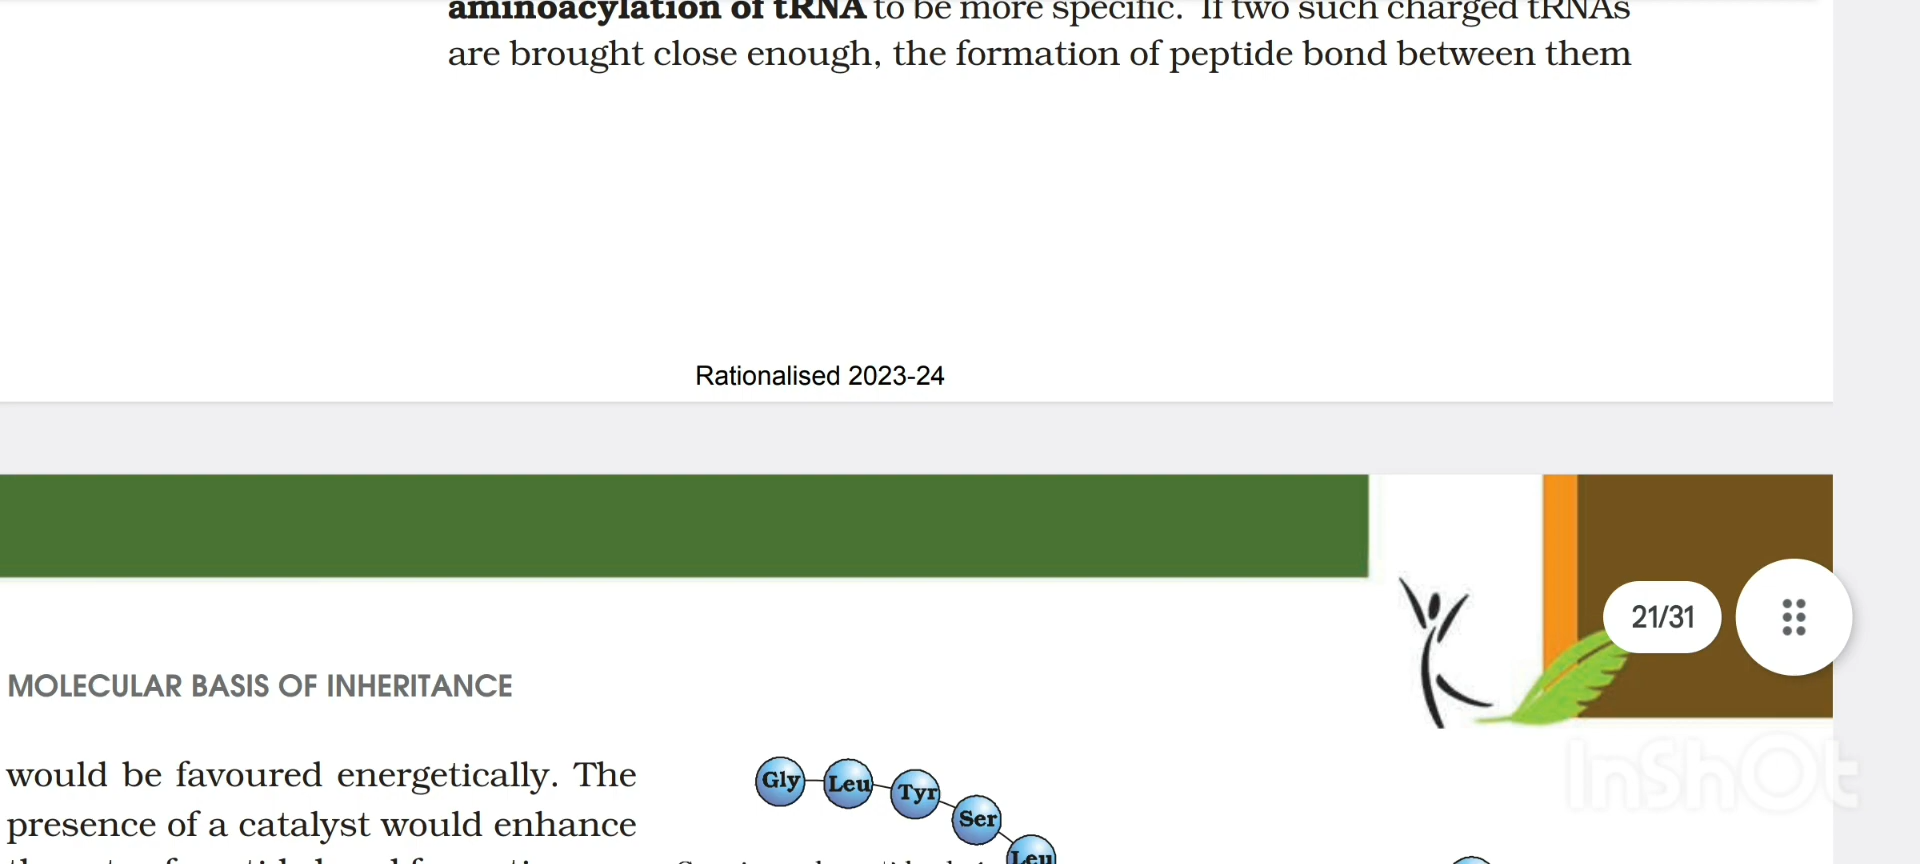 aminoacylation of tRNA to be more specific. If two such charged tRNAs
are brought close enough, the formation of peptide bond between them
Rationalised 2023-24
21/31
MOLECULAR BASIS OF INHERITANCE
InShOt
would be favoured energetically. The
presence of a catalyst would enhance
Gly
Leu
Tyr
Ser
Leu